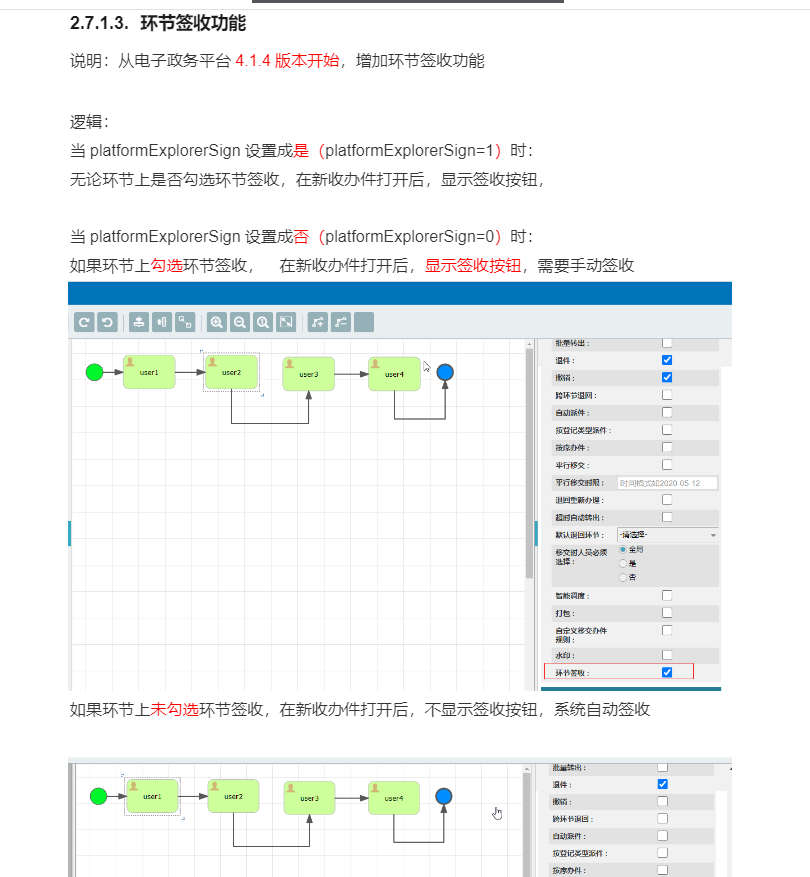 2.7.1.3. 环节签收功能
说明：从电子政务平台 4.1.4 版本开始，增加环节签收功能
逻辑：
当 platformExplorerSign 设置成是（platformExplorerSign=1）时：
无论环节上是否勾选环节签收，在新收办件打开后，显示签收按钮，
当 platformExplorerSign 设置成否（platformExplorerSign=0）时：
如果环节上勾选环节签收， 在新收办件打开后，显示签收按钮，需要手动签收
user1
user2
user3
user4
批量转出：
退件：
撤销：
跨环节退回：
自动派件：
按登记类型派件：
按序办件：
平行移交：
平行移交时限： 时间格式如2020-05-12
退回重新办理：
超时自动转出：
默认退回环节： -请选择-
移交时人员必须选择： 全局
是
否
智能调度：
打包：
自定义移交办件规则：
水印：
环节签收：
如果环节上未勾选环节签收，在新收办件打开后，不显示签收按钮，系统自动签收
user1
user2
user3
user4
批量转出：
退件：
撤销：
跨环节退回：
自动派件：
按登记类型派件：
按序办件：